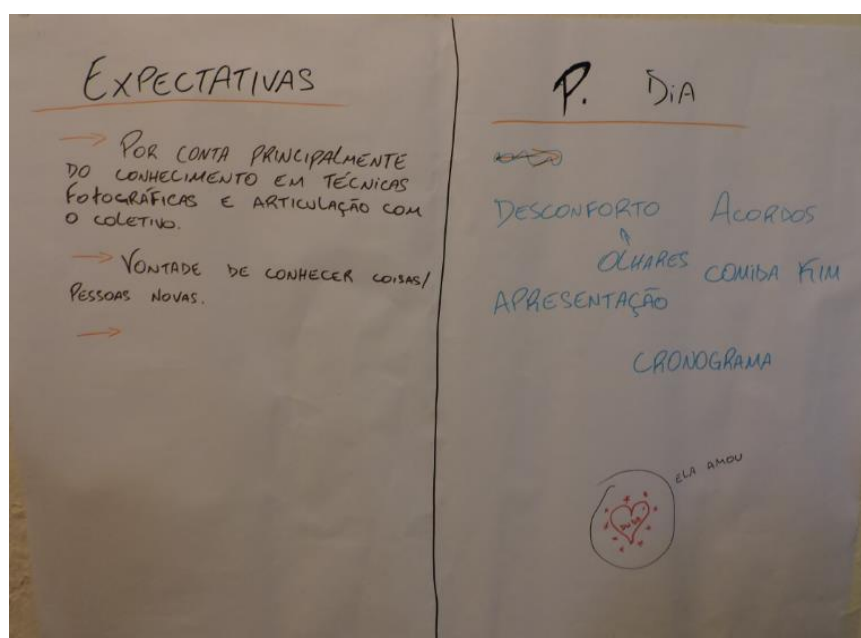 EXPECTATIVAS
→ POR CONTA PRINCIPALMENTE
DO CONHECIMENTO EM TÉCNICAS
FOTOGRÁFICAS E ARTICULAÇÃO COM
O COLETIVO.
→ VONTADE DE CONHECER COISAS/
PESSOAS NOVAS.
→
P. DIA
DESCONFORTO ACORDOS
OLHARES
COMIDA KIM
APRESENTAÇÃO
CRONOGRAMA
ELA AMOU